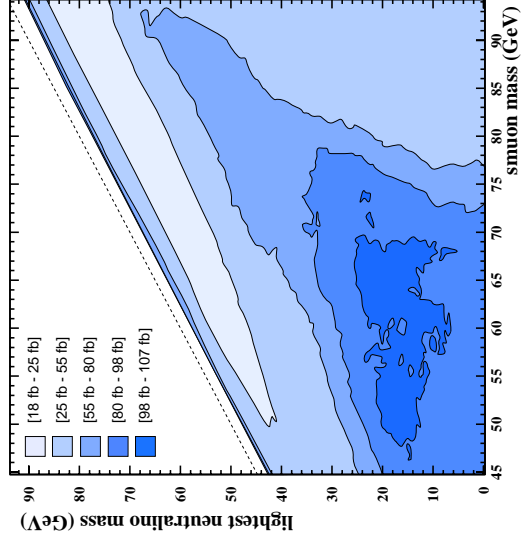 [18 fb - 25 fb]
[25 fb - 55 fb]
[55 fb - 80 fb]
[80 fb - 98 fb]
[98 fb - 107 fb]
lightest neutralino mass (GeV)
90
80
70
60
50
40
30
20
10
0
45
50
55
60
65
70
75
80
85
90
smuon mass (GeV)